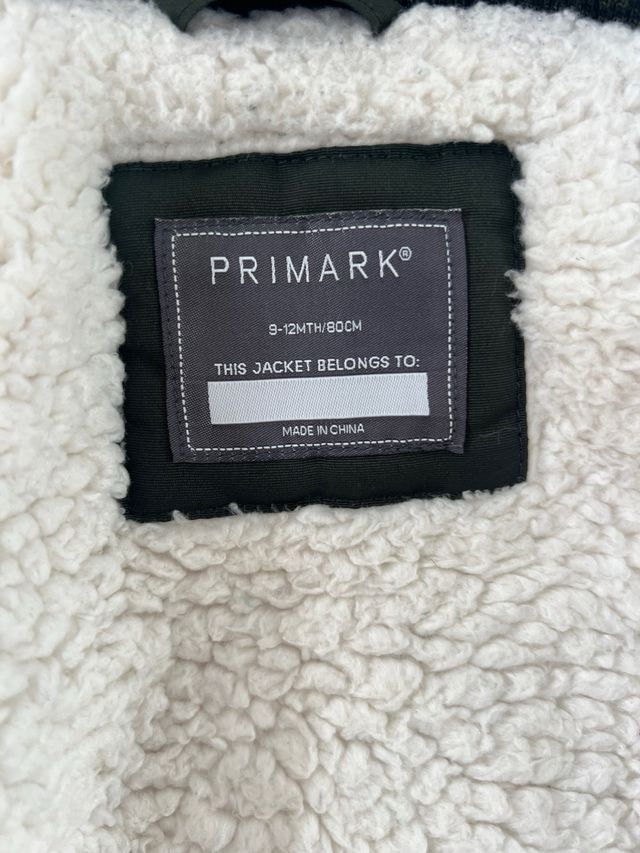 PRIMARK®
9-12MTH/80CM
THIS JACKET BELONGS TO:
MADE IN CHINA